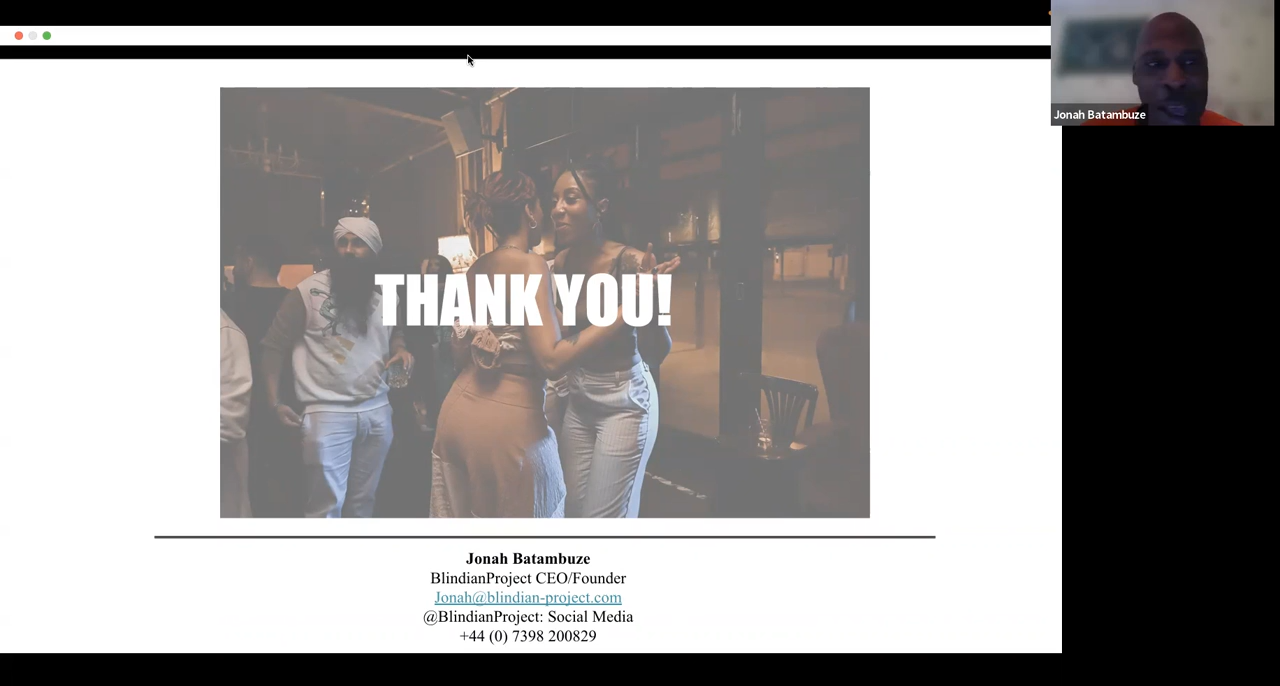 Jonah Batambuze
THANK YOU!
Jonah Batambuze
BlindianProject CEO/Founder
Jonah@blindian-project.com
@BlindianProject: Social Media
+44 (0) 7398 200829